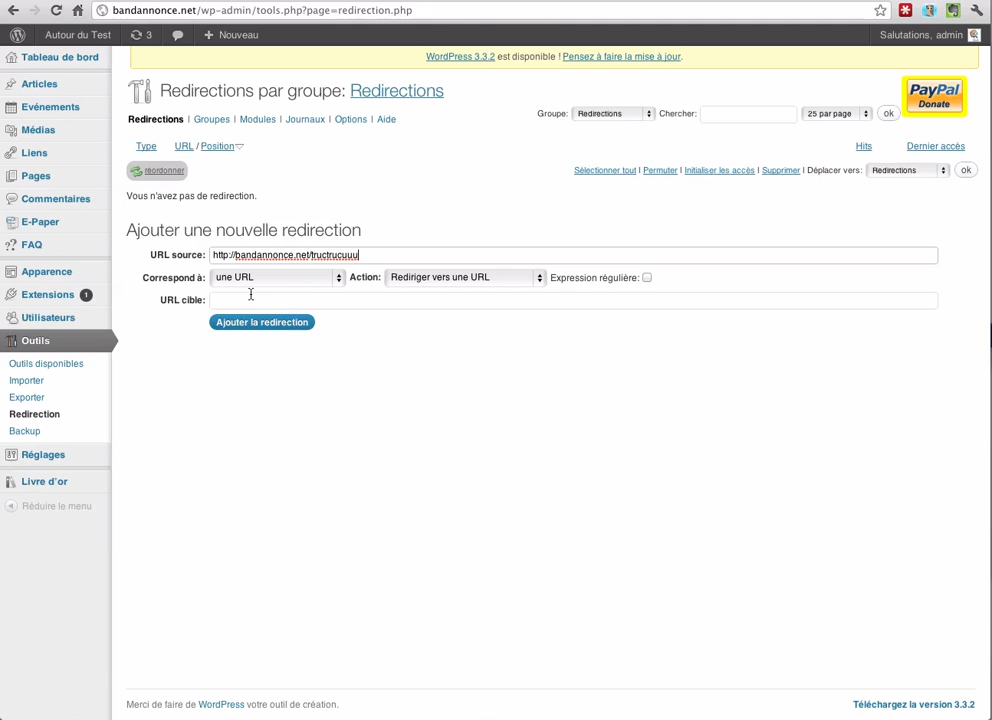 bandannonce.net/wp-admin/tools.php?page=redirection.php
Autour du Test 3 Nouveau Salutations, admin
WordPress 3.3.2 est disponible ! Pensez à faire la mise à jour.
Tableau de bord
Articles
Evénements
Médias
Liens
Pages
Commentaires
E-Paper
FAQ
Apparence
Extensions 1
Utilisateurs
Outils
Outils disponibles
Importer
Exporter
Redirection
Backup
Réglages
Livre d'or
Réduire le menu
Redirections par groupe: Redirections
PayPal
Donate
Redirections | Groupes | Modules | Journaux | Options | Aide
Groupe: Redirections Chercher: 25 par page ok
Type URL / Position Hits Dernier accès
réordonner
Sélectionner tout | Permuter | Initialiser les accès | Supprimer | Déplacer vers: Redirections ok
Vous n'avez pas de redirection.
Ajouter une nouvelle redirection
URL source: http://bandannonce.net/tructrucuuu
Correspond à: une URL Action: Rediriger vers une URL Expression régulière:
URL cible:
Ajouter la redirection
Merci de faire de WordPress votre outil de création. Téléchargez la version 3.3.2